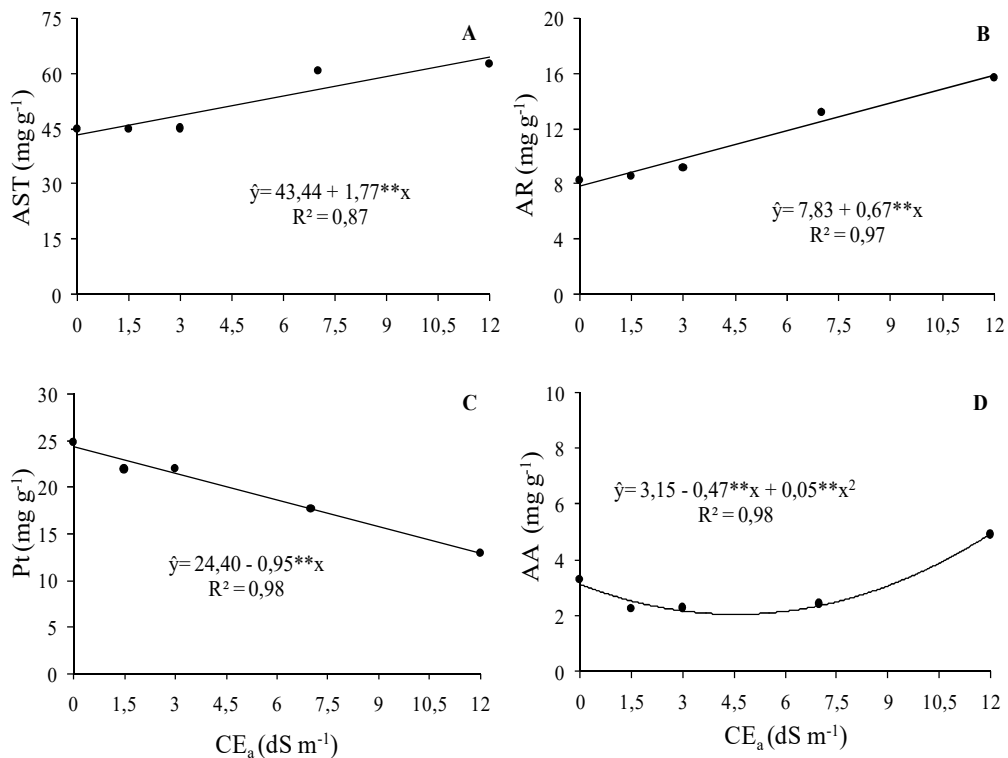 A
AST (mg g⁻¹)
75
60
45
30
15
0
ŷ= 43,44 + 1,77**x
R² = 0,87
0 1,5 3 4,5 6 7,5 9 10,5 12
B
AR (mg g⁻¹)
20
16
12
8
4
0
ŷ= 7,83 + 0,67**x
R² = 0,97
0 1,5 3 4,5 6 7,5 9 10,5 12
C
Pt (mg g⁻¹)
30
25
20
15
10
5
0
ŷ= 24,40 - 0,95**x
R² = 0,98
0 1,5 3 4,5 6 7,5 9 10,5 12
CEₐ (dS m⁻¹)
D
AA (mg g⁻¹)
10
8
6
4
2
0
ŷ= 3,15 - 0,47**x + 0,05**x²
R² = 0,98
0 1,5 3 4,5 6 7,5 9 10,5 12
CEₐ (dS m⁻¹)